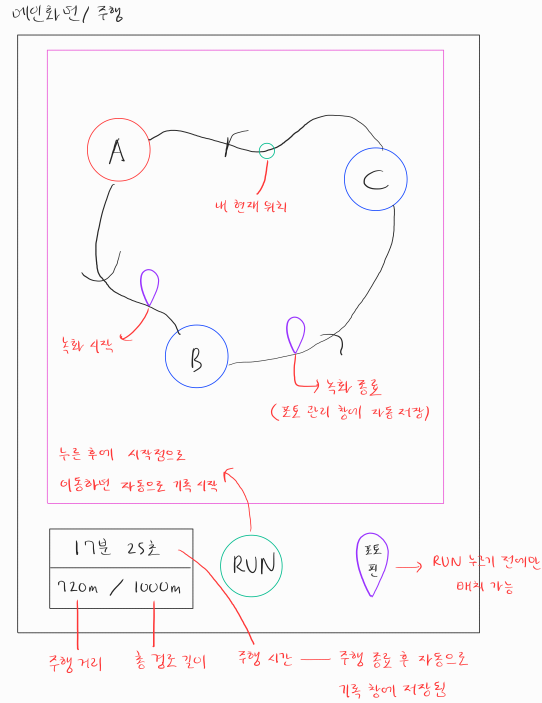 메인화면/ 주행
A
C
내 현재 위치
녹화 시작
B
녹화 종료
(포토 관리 창에 자동저장)
누른 후에 시작점으로
이동하면 자동으로 기록 시작
17분 25초
720m / 1000m
RUN
포토
핀
RUN 누르기 전에만
배치 가능
주행 거리
총 경로 길이
주행 시간 — 주행 종료 후 자동으로
기록 창에 저장됨